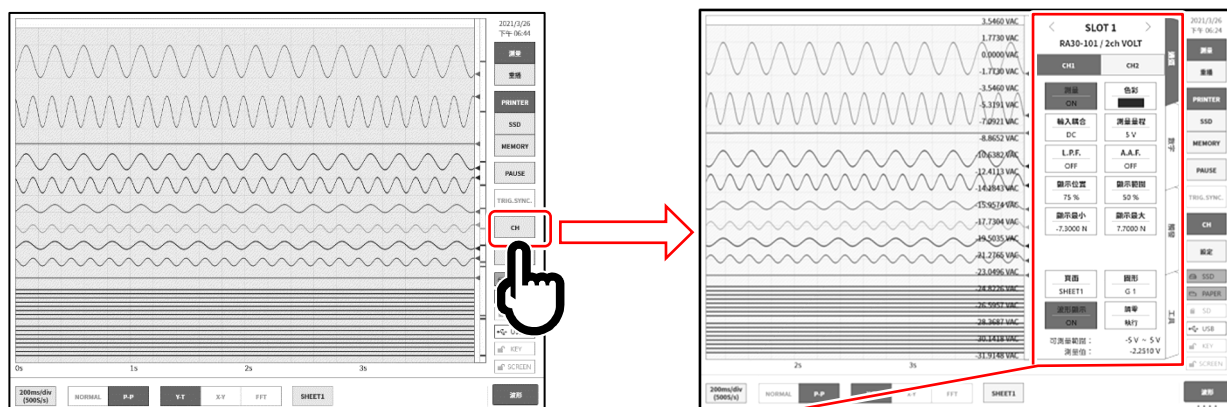 2021/3/26
下午 06:44
測量
重播
PRINTER
SSD
MEMORY
PAUSE
TRIG.SYNC.
CH
KEY
SCREEN
0s
1s
2s
3s
200ms/div
(500S/s)
NORMAL
P-P
Y-T
X-Y
FFT
SHEET1
波形
3.5460 VAC
1.7730 VAC
0.0000 VAC
-1.7730 VAC
-3.5460 VAC
-5.3191 VAC
-7.0921 VAC
-8.8652 VAC
-10.6382 VAC
-12.4113 VAC
-14.1843 VAC
-15.9574 VAC
-17.7304 VAC
-19.5035 VAC
-21.2765 VAC
-23.0496 VAC
-24.8226 VAC
-26.5957 VAC
-28.3687 VAC
-30.1418 VAC
-31.9148 VAC
2s
3s
< SLOT 1 >
RA30-101 / 2ch VOLT
CH1 CH2
測量 色彩
ON
輸入耦合 測量量程
DC 5 V
L.P.F. A.A.F.
OFF OFF
顯示位置 顯示範圍
75 % 50 %
顯示最小 顯示最大
-7.3000 N 7.7000 N
頁面 圖形
SHEET1 G 1
波形顯示 調零
ON 執行
可測量範圍： -5 V ~ 5 V
測量值： -2.2510 V
通道
數字
工具
2021/3/26
下午 06:24
測量
重播
PRINTER
SSD
MEMORY
PAUSE
TRIG.SYNC.
CH
設定
SSD
PAPER
SD
USB
KEY
SCREEN
200ms/div
(500S/s)
NORMAL
P-P
X-Y
FFT
SHEET1
波形